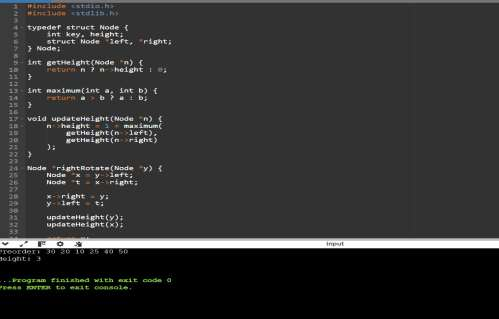 1 #include <stdio.h>
2 #include <stdlib.h>
3
4 typedef struct Node {
5 int key, height;
6 struct Node *left, *right;
7 } Node;
8
9 int getHeight(Node *n) {
10 return n ? n->height : 0;
11 }
12
13 int maximum(int a, int b) {
14 return a > b ? a : b;
15 }
16
17 void updateHeight(Node *n) {
18 n->height = 1 + maximum(
19 getHeight(n->left),
20 getHeight(n->right)
21 );
22 }
23
24 Node *rightRotate(Node *y) {
25 Node *x = y->left;
26 Node *t = x->right;
27
28 x->right = y;
29 y->left = t;
30
31 updateHeight(y);
32 updateHeight(x);
33
input
Preorder: 30 20 10 25 40 50
Height: 3
...Program finished with exit code 0
Press ENTER to exit console.